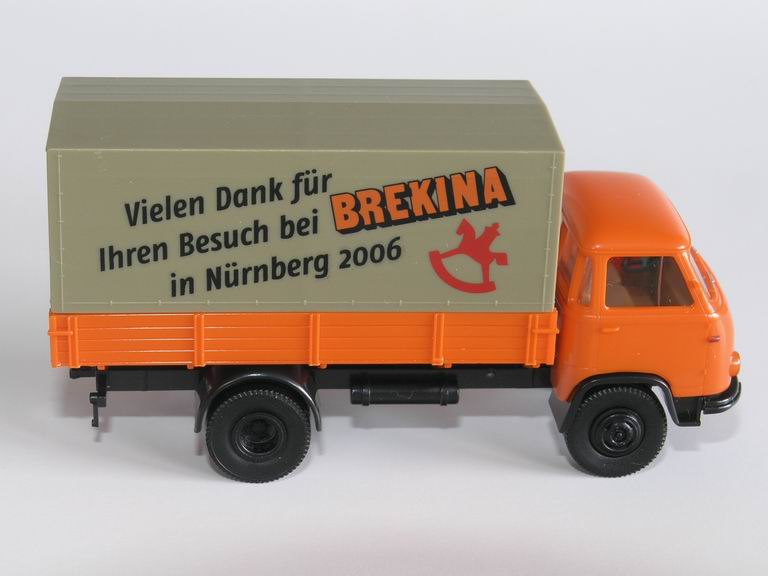 Vielen Dank für
Ihren Besuch bei BREKINA
in Nürnberg 2006